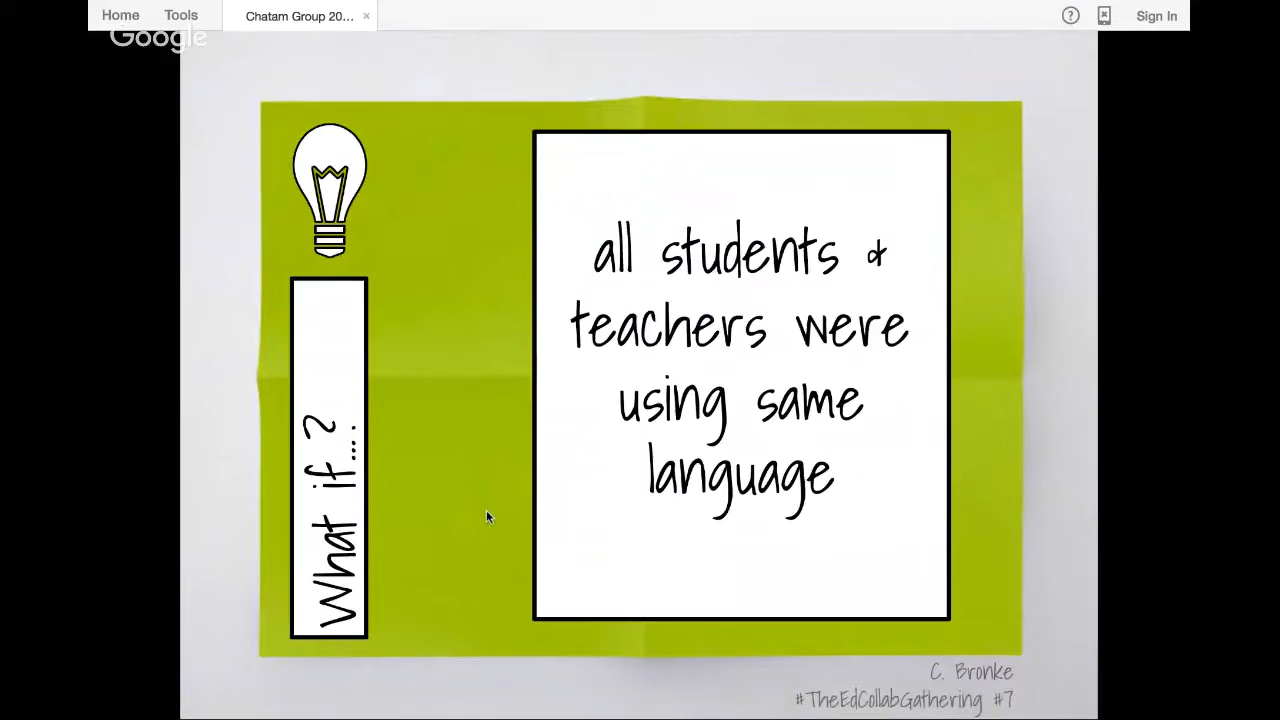 Home Tools Chatam Group 20... × ? Sign In
Google
What if....?
all students &
teachers were
using same
language
C. Bronke
#TheEdCollabGathering #7